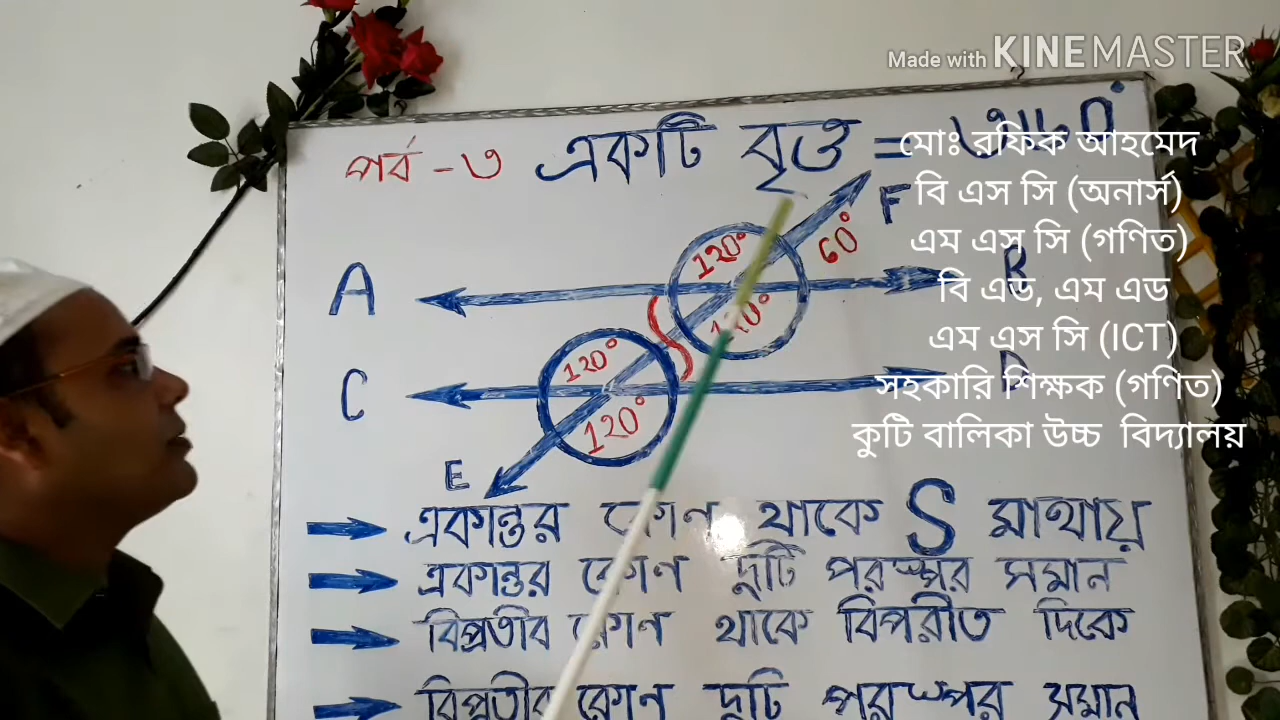 Made with KINEMASTER
পর্ব - ৩ একটি বৃত্ত = ৩৬০°
মোঃ রফিক আহমেদ
বি এস সি (অনার্স)
এম এস সি (গণিত)
বি এড, এম এড
এম এস সি (ICT)
সহকারি শিক্ষক (গণিত)
কুটি বালিকা উচ্চ বিদ্যালয়
F
120° 60°
A B
120°
120°
C D
120°
E
একান্তর কোণ থাকে S মাথায়
একান্তর কোণ দুটি পরস্পর সমান
বিপ্রতীব কোণ থাকে বিপরীত দিকে
বিপ্রতীব কোণ দুটি পরস্পর সমান